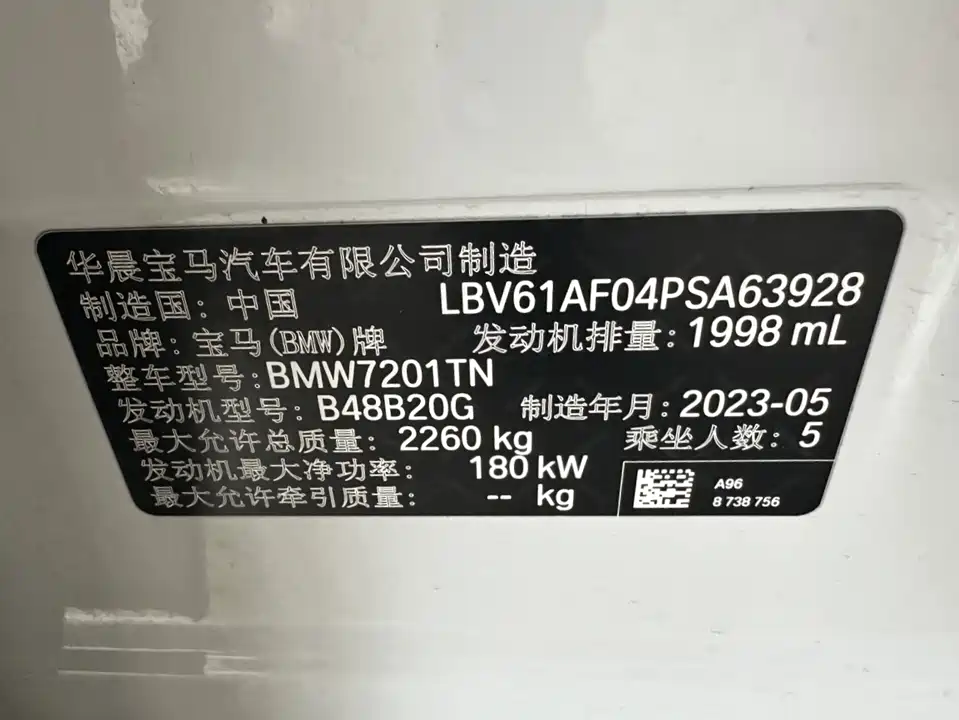 华晨宝马汽车有限公司制造
制造国：中国 LBV61AF04PSA63928
品牌：宝马(BMW)牌 发动机排量：1998 mL
整车型号：BMW7201TN
发动机型号：B48B20G 制造年月：2023-05
最大允许总质量：2260 kg 乘坐人数：5
发动机最大净功率：180 kW
最大允许牵引质量：-- kg
A96
8 738 756